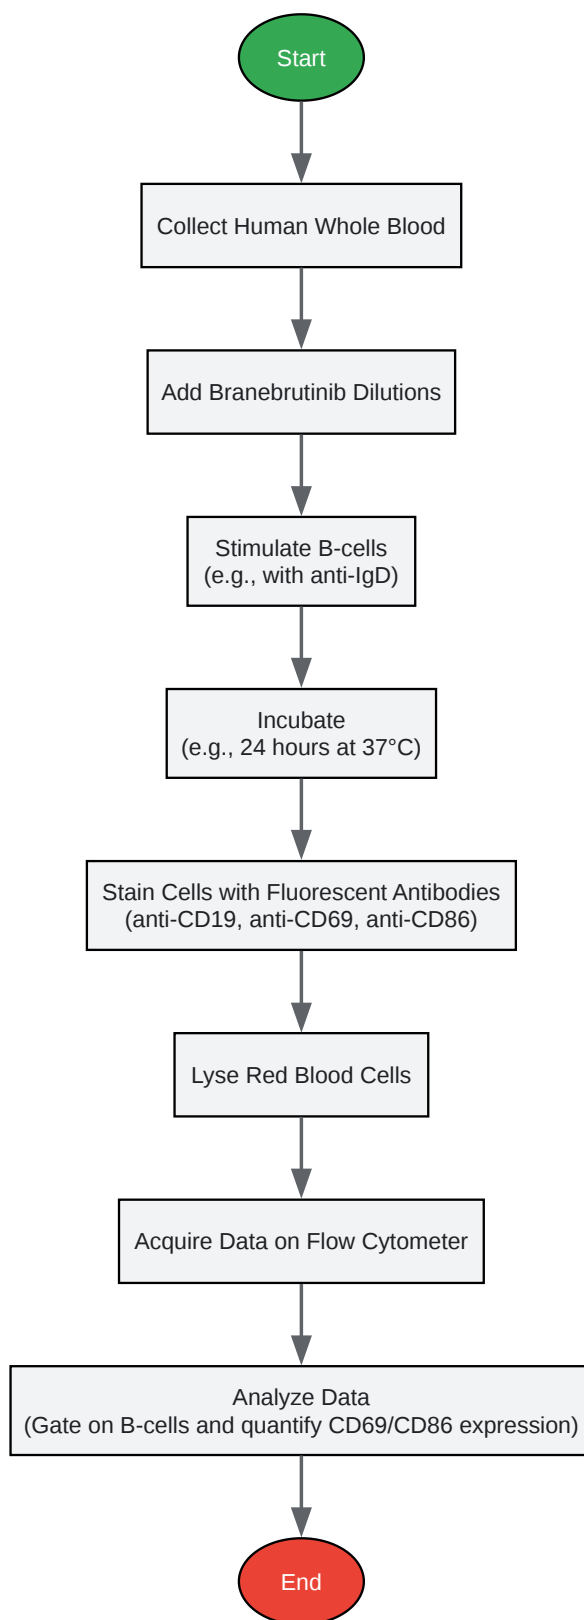 Start
Collect Human Whole Blood
Add Branebrutinib Dilutions
Stimulate B-cells
(e.g., with anti-IgD)
Incubate
(e.g., 24 hours at 37°C)
Stain Cells with Fluorescent Antibodies
(anti-CD19, anti-CD69, anti-CD86)
Lyse Red Blood Cells
Acquire Data on Flow Cytometer
Analyze Data
(Gate on B-cells and quantify CD69/CD86 expression)
End